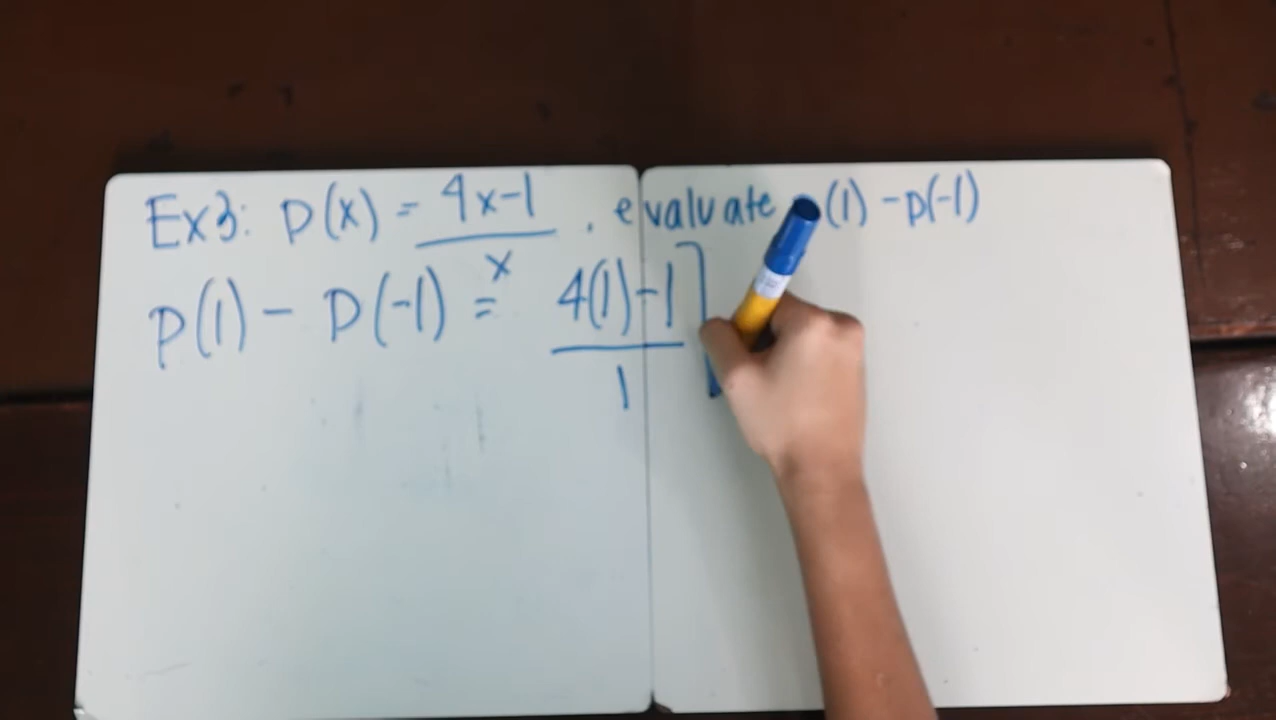 Ex3: p(x) = 4x-1 / x , evaluate (1) - p(-1)
p(1) - p(-1) = 4(1)-1 / 1 ]